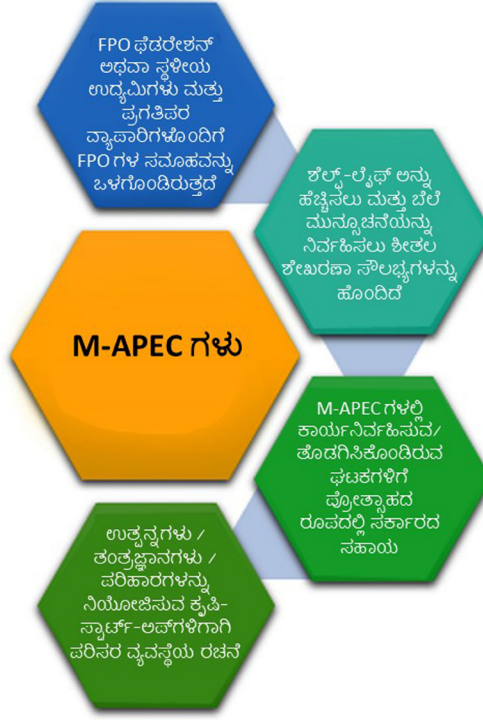 FPO ಫೆಡರೇಶನ್
ಅಥವಾ ಸ್ಥಳೀಯ
ಉದ್ಯಮಿಗಳು ಮತ್ತು
ಪ್ರಗತಿಪರ
ವ್ಯಾಪಾರಿಗಳೊಂದಿಗೆ
FPO ಗಳ ಸಮೂಹವನ್ನು
ಒಳಗೊಂಡಿರುತ್ತದೆ
ಶೆಲ್ಫ್-ಲೈಫ್ ಅನ್ನು
ಹೆಚ್ಚಿಸಲು ಮತ್ತು ಬೆಲೆ
ಮುನ್ಸೂಚನೆಯನ್ನು
ನಿರ್ವಹಿಸಲು ಶೀತಲ
ಶೇಖರಣಾ ಸೌಲಭ್ಯಗಳನ್ನು
ಹೊಂದಿದೆ
M-APEC ಗಳು
M-APEC ಗಳಲ್ಲಿ
ಕಾರ್ಯನಿರ್ವಹಿಸುವ/
ತೊಡಗಿಸಿಕೊಂಡಿರುವ
ಘಟಕಗಳಿಗೆ
ಪ್ರೋತ್ಸಾಹದ
ರೂಪದಲ್ಲಿ ಸರ್ಕಾರದ
ಸಹಾಯ
ಉತ್ಪನ್ನಗಳು /
ತಂತ್ರಜ್ಞಾನಗಳು /
ಪರಿಹಾರಗಳನ್ನು
ನಿಯೋಜಿಸುವ ಕೃಷಿ-
ಸ್ಟಾರ್ಟ್-ಅಪ್‌ಗಳಿಗಾಗಿ
ಪರಿಸರ ವ್ಯವಸ್ಥೆಯ ರಚನೆ